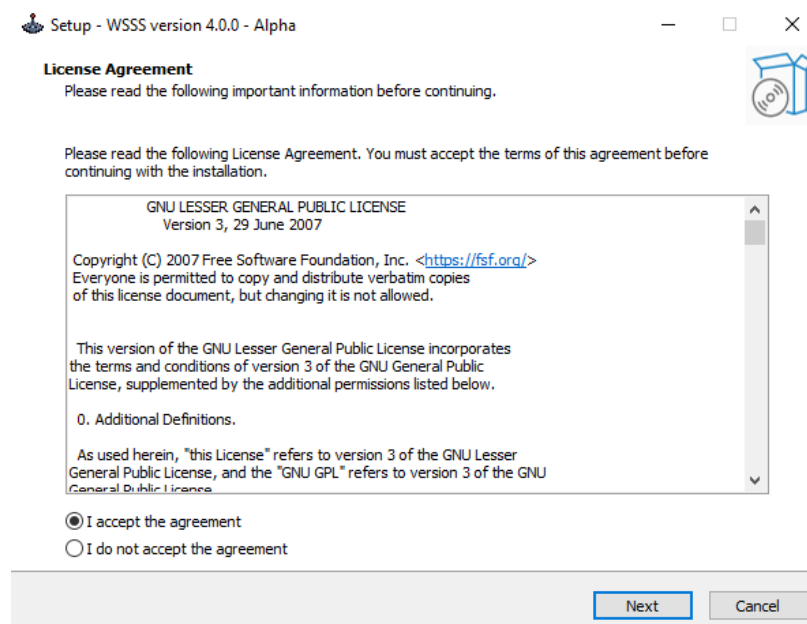 Setup - WSSS version 4.0.0 - Alpha
License Agreement
Please read the following important information before continuing.
Please read the following License Agreement. You must accept the terms of this agreement before
continuing with the installation.
GNU LESSER GENERAL PUBLIC LICENSE
Version 3, 29 June 2007
Copyright (C) 2007 Free Software Foundation, Inc. <https://fsf.org/>
Everyone is permitted to copy and distribute verbatim copies
of this license document, but changing it is not allowed.
This version of the GNU Lesser General Public License incorporates
the terms and conditions of version 3 of the GNU General Public
License, supplemented by the additional permissions listed below.
0. Additional Definitions.
As used herein, "this License" refers to version 3 of the GNU Lesser
General Public License, and the "GNU GPL" refers to version 3 of the GNU
General Public License
I accept the agreement
I do not accept the agreement
Next
Cancel